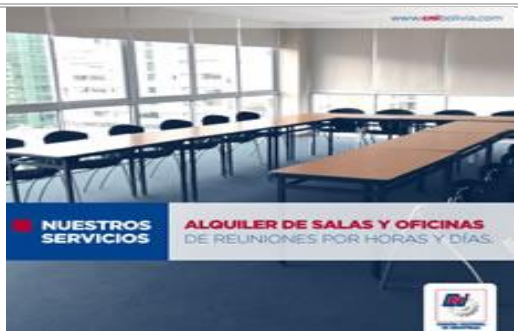 www.cnibolivia.com
NUESTROS
SERVICIOS
ALQUILER DE SALAS Y OFICINAS
DE REUNIONES POR HORAS Y DÍAS.